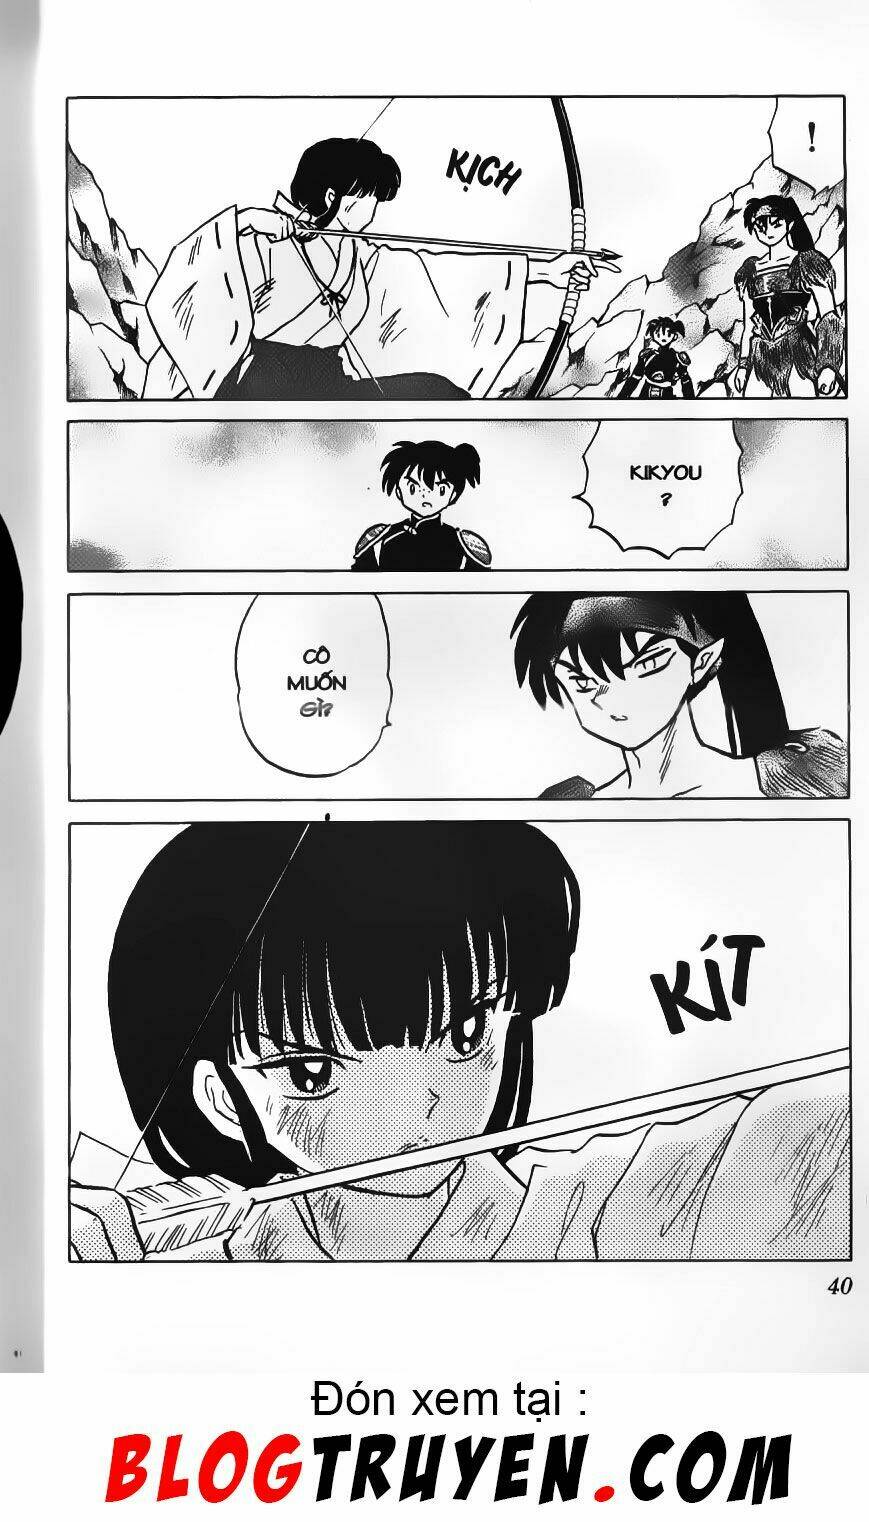 !
KỊCH
KIKYOU
?
CÔ
MUỐN
GÌ?
KÍT
40
Đón xem tại :
BLOGTRUYEN.COM